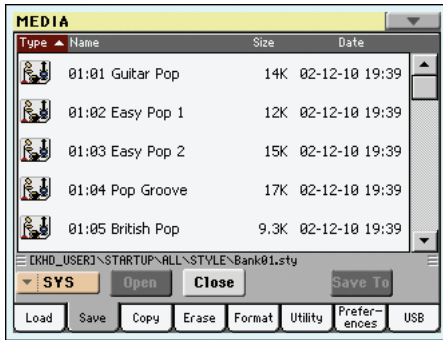 MEDIA
Type Name Size Date
01:01 Guitar Pop 14K 02-12-10 19:39
01:02 Easy Pop 1 12K 02-12-10 19:39
01:03 Easy Pop 2 15K 02-12-10 19:39
01:04 Pop Groove 17K 02-12-10 19:39
01:05 British Pop 9.3K 02-12-10 19:39
[KHD_USER]\STARTUP\ALL\STYLE\Bank01.sty
SYS Open Close Save To
Load Save Copy Erase Format Utility Prefer-ences USB